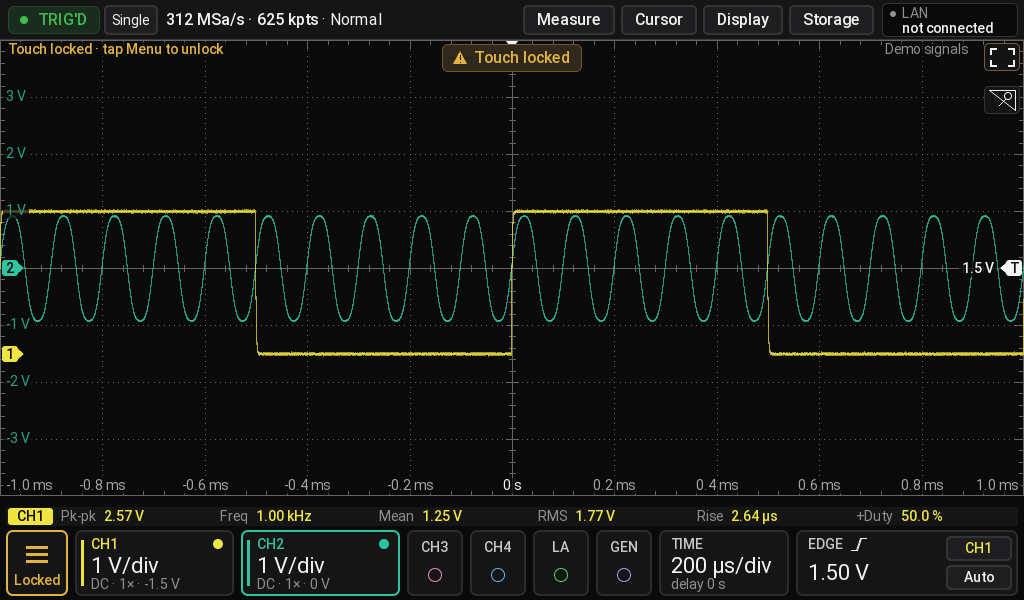 TRIG'D
Single
312 MSa/s · 625 kpts · Normal
Measure
Cursor
Display
Storage
LAN
not connected
Touch locked · tap Menu to unlock
Touch locked
Demo signals
3 V
2 V
1 V
2
1.5 V
T
-1 V
1
-2 V
-3 V
-1.0 ms
-0.8 ms
-0.6 ms
-0.4 ms
-0.2 ms
0 s
0.2 ms
0.4 ms
0.6 ms
0.8 ms
1.0 ms
CH1
Pk-pk 2.57 V
Freq 1.00 kHz
Mean 1.25 V
RMS 1.77 V
Rise 2.64 µs
+Duty 50.0 %
Locked
CH1
1 V/div
DC · 1× · -1.5 V
CH2
1 V/div
DC · 1× · 0 V
CH3
CH4
LA
GEN
TIME
200 µs/div
delay 0 s
EDGE
1.50 V
CH1
Auto